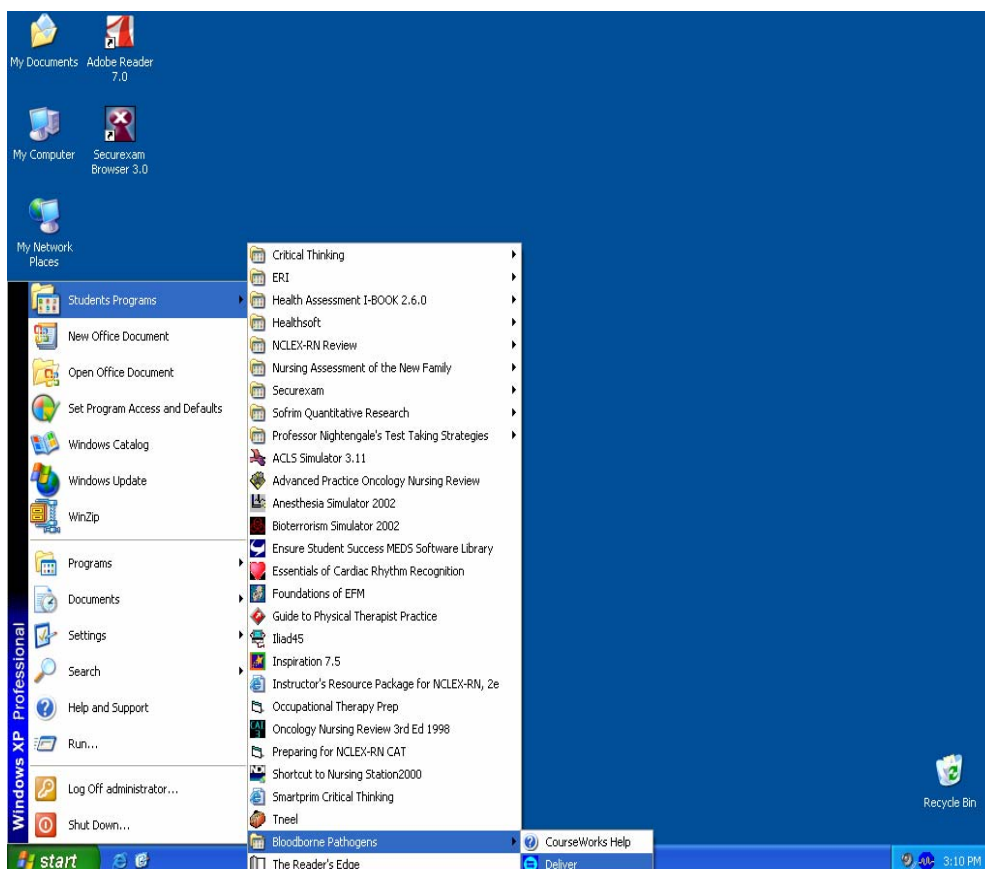 My Documents
Adobe Reader
7.0
My Computer
Securexam
Browser 3.0
My Network
Places
Students Programs
New Office Document
Open Office Document
Set Program Access and Defaults
Windows Catalog
Windows Update
WinZip
Programs
Documents
Settings
Search
Help and Support
Run...
Log Off administrator...
Shut Down...
Windows XP Professional
Critical Thinking
ERI
Health Assessment I-BOOK 2.6.0
Healthsoft
NCLEX-RN Review
Nursing Assessment of the New Family
Securexam
Sofrim Quantitative Research
Professor Nightengale's Test Taking Strategies
ACLS Simulator 3.11
Advanced Practice Oncology Nursing Review
Anesthesia Simulator 2002
Bioterrorism Simulator 2002
Ensure Student Success MEDS Software Library
Essentials of Cardiac Rhythm Recognition
Foundations of EFM
Guide to Physical Therapist Practice
Iliad45
Inspiration 7.5
Instructor's Resource Package for NCLEX-RN, 2e
Occupational Therapy Prep
Oncology Nursing Review 3rd Ed 1998
Preparing for NCLEX-RN CAT
Shortcut to Nursing Station2000
Smartprim Critical Thinking
Tneel
Bloodborne Pathogens
The Reader's Edge
CourseWorks Help
Deliver
Recycle Bin
start
3:10 PM